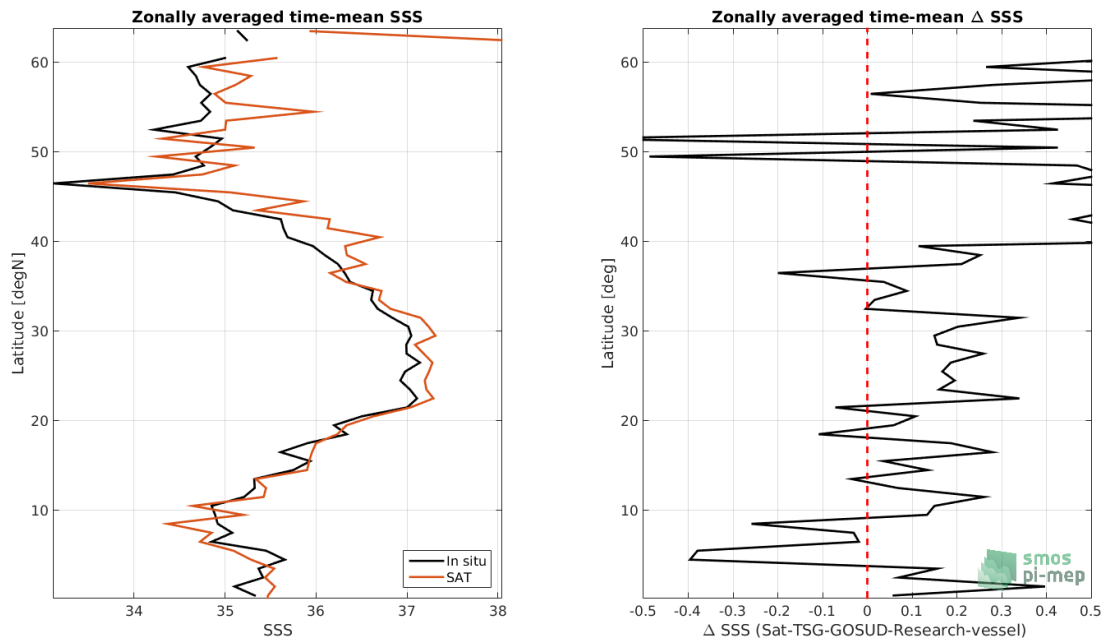 Zonally averaged time-mean SSS
60
50
40
30
20
10
Latitude [degN]
34
35
36
37
38
SSS
In situ
SAT
Zonally averaged time-mean Δ SSS
60
50
40
30
20
10
Latitude [deg]
-0.5
-0.4
-0.3
-0.2
-0.1
0
0.1
0.2
0.3
0.4
0.5
Δ SSS (Sat-TSG-GOSUD-Research-vessel)
smos
pi-mep